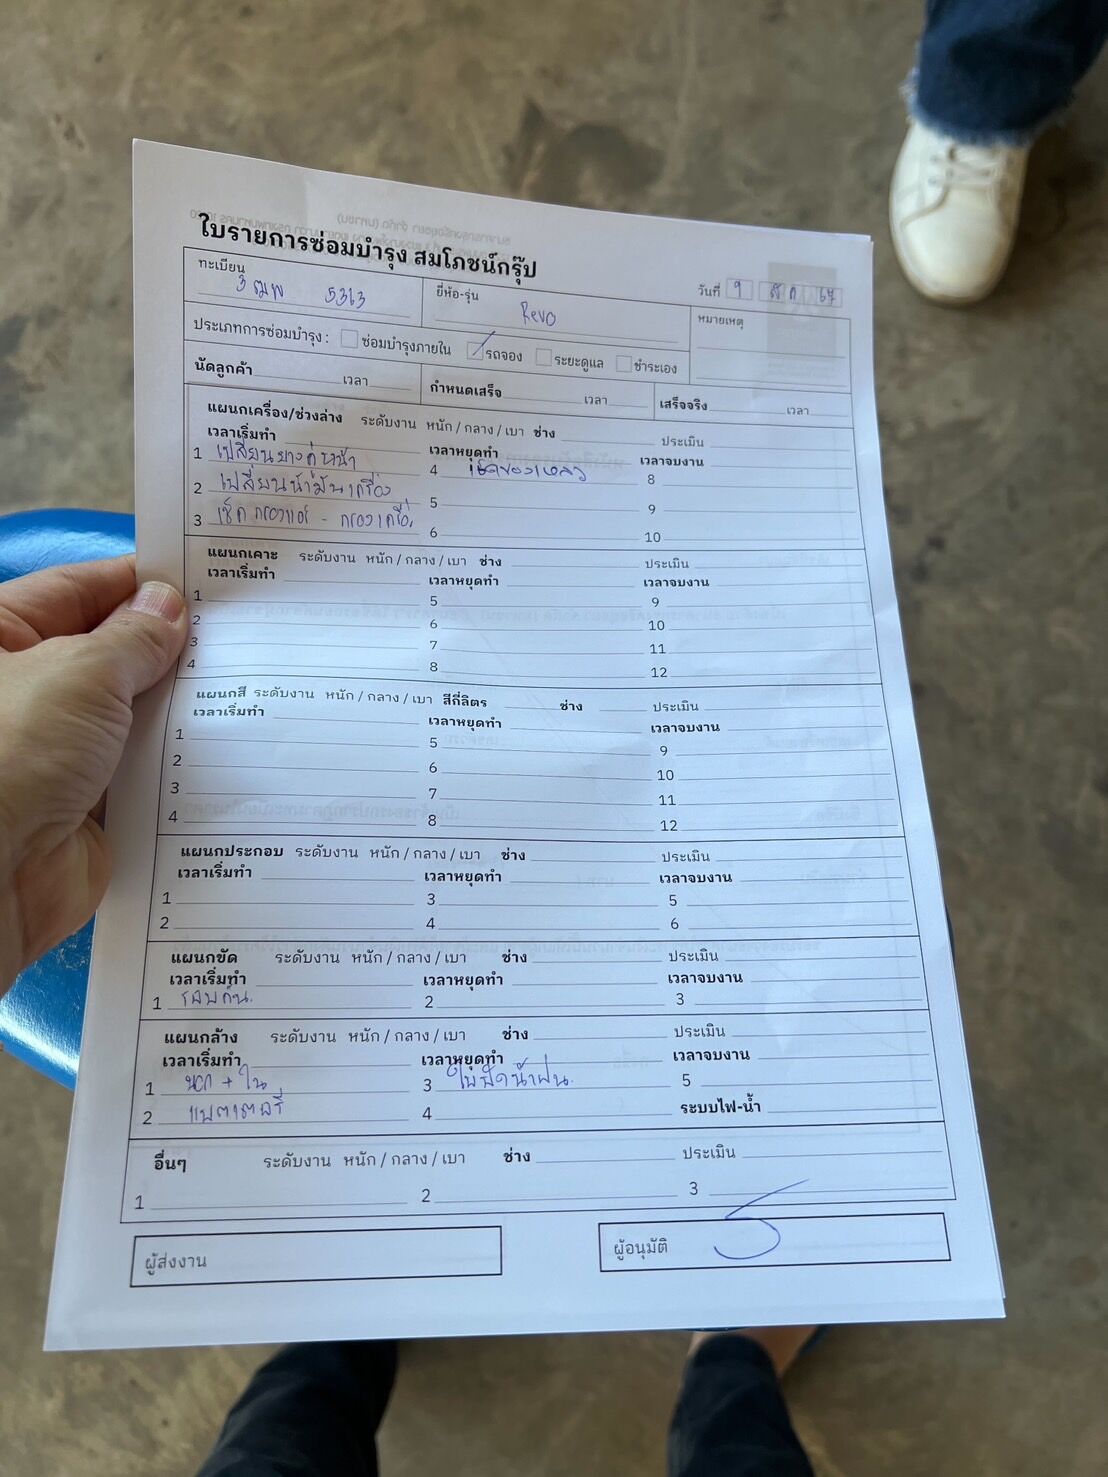 ใบรายการซ่อมบำรุง สมโภชน์กรุ๊ป
ทะเบียน 3 ฒพ 5363 ยี่ห้อ-รุ่น Revo วันที่ 9 67
หมายเหตุ
ประเภทการซ่อมบำรุง : ซ่อมบำรุงภายใน รถจอง ระยะดูแล ชำระเอง
นัดลูกค้า เวลา กำหนดเสร็จ เวลา เสร็จจริง เวลา
แผนกเครื่อง/ช่วงล่าง ระดับงาน หนัก / กลาง / เบา ช่าง ประเมิน
เวลาเริ่มทำ เวลาหยุดทำ เวลาจบงาน
1 เปลี่ยนยางคู่หน้า 4 เช็คของเหลว 8
2 เปลี่ยนน้ำมันเครื่อง 5 9
3 เช็ค กรองแอร์ - กรองเครื่อง 6 10
แผนกเคาะ ระดับงาน หนัก / กลาง / เบา ช่าง ประเมิน
เวลาเริ่มทำ เวลาหยุดทำ เวลาจบงาน
1 5 9
2 6 10
3 7 11
4 8 12
แผนกสี ระดับงาน หนัก / กลาง / เบา สีกี่ลิตร ช่าง ประเมิน
เวลาเริ่มทำ เวลาหยุดทำ เวลาจบงาน
1 5 9
2 6 10
3 7 11
4 8 12
แผนกประกอบ ระดับงาน หนัก / กลาง / เบา ช่าง ประเมิน
เวลาเริ่มทำ เวลาหยุดทำ เวลาจบงาน
1 3 5
2 4 6
แผนกขัด ระดับงาน หนัก / กลาง / เบา ช่าง ประเมิน
เวลาเริ่มทำ เวลาหยุดทำ เวลาจบงาน
1 รอบคัน. 2 3
แผนกล้าง ระดับงาน หนัก / กลาง / เบา ช่าง ประเมิน
เวลาเริ่มทำ เวลาหยุดทำ เวลาจบงาน
1 นอก + ใน 3 ใบปัดน้ำฝน. 5
2 แบตเตอรี่ 4 ระบบไฟ-น้ำ
อื่นๆ ระดับงาน หนัก / กลาง / เบา ช่าง ประเมิน
1 2 3
ผู้ส่งงาน ผู้อนุมัติ